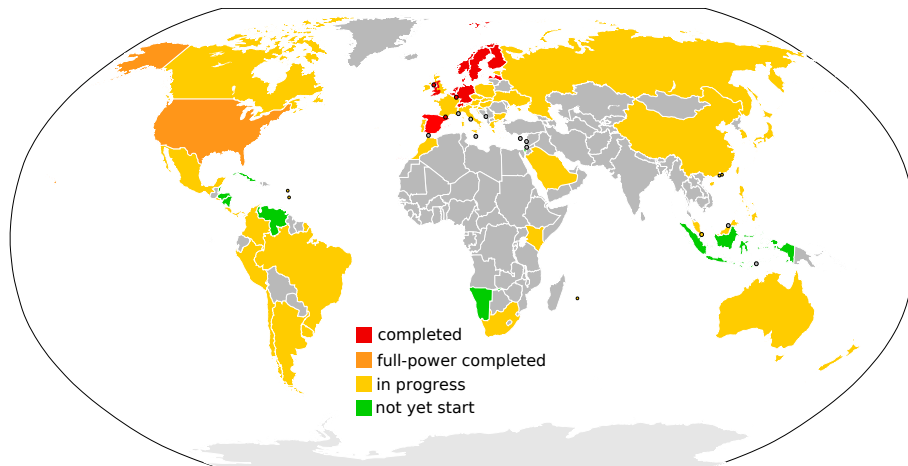 completed
full-power completed
in progress
not yet start